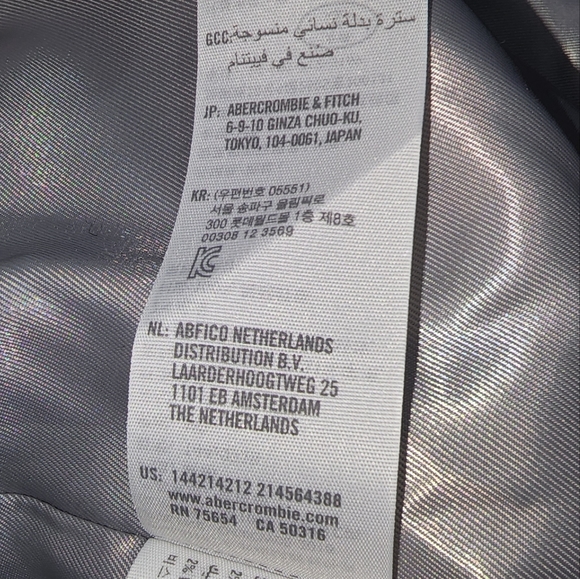 GCC: سترة بدلة نسائي منسوجة
صُنع في فييتنام
JP: ABERCROMBIE & FITCH
6-9-10 GINZA CHUO-KU,
TOKYO, 104-0061, JAPAN
KR: (우편번호 05551)
서울 송파구 올림픽로
300 롯데월드몰 1층 제8호
00308 12 3569
NL: ABFICO NETHERLANDS
DISTRIBUTION B.V.
LAARDERHOOGTWEG 25
1101 EB AMSTERDAM
THE NETHERLANDS
US: 144214212 214564388
www.abercrombie.com
RN 75654 CA 50316